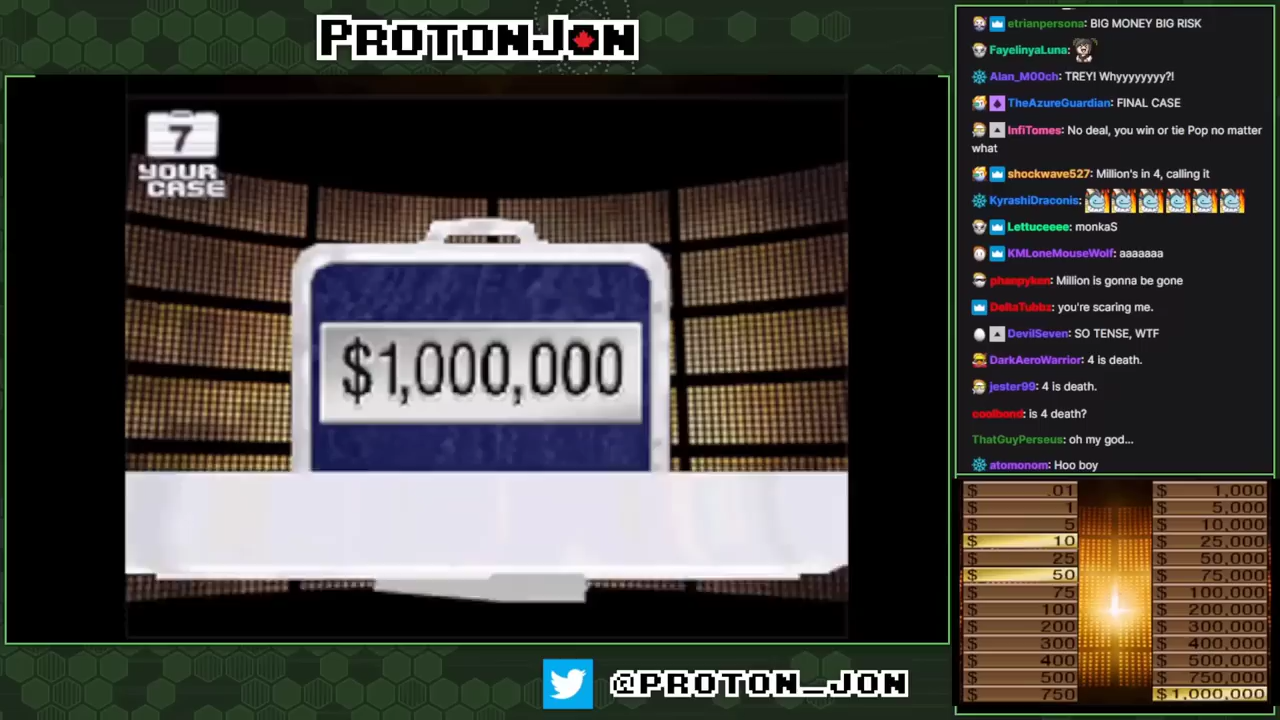 PROTONJON
7
YOUR
CASE
$1,000,000
etrianpersona: BIG MONEY BIG RISK
FayelinyaLuna:
Alan_M00ch: TREY! Whyyyyyyyy?!
TheAzureGuardian: FINAL CASE
InfiTomes: No deal, you win or tie Pop no matter
what
shockwave527: Million's in 4, calling it
KyrashiDraconis:
Lettuceeee: monkaS
KMLoneMouseWolf: aaaaaaa
phanpyken: Million is gonna be gone
DeltaTubbz: you're scaring me.
DevilSeven: SO TENSE, WTF
DarkAeroWarrior: 4 is death.
jester99: 4 is death.
coolbond: is 4 death?
ThatGuyPerseus: oh my god...
atomonom: Hoo boy
$ .01
$ 1
$ 5
$ 10
$ 25
$ 50
$ 75
$ 100
$ 200
$ 300
$ 400
$ 500
$ 750
$ 1,000
$ 5,000
$ 10,000
$ 25,000
$ 50,000
$ 75,000
$ 100,000
$ 200,000
$ 300,000
$ 400,000
$ 500,000
$ 750,000
$ 1,000,000
@PROTON_JON